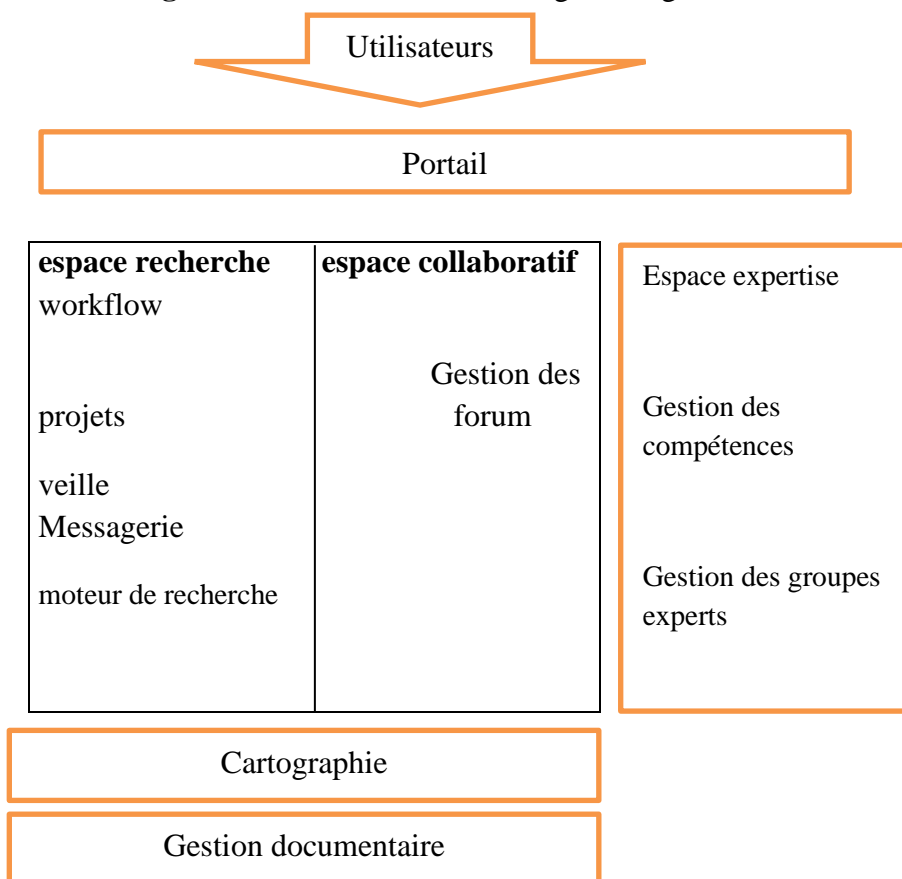 Utilisateurs
Portail
espace recherche
workflow
projets
veille
Messagerie
moteur de recherche
espace collaboratif
Gestion des
forum
Espace expertise
Gestion des
compétences
Gestion des groupes
experts
Cartographie
Gestion documentaire